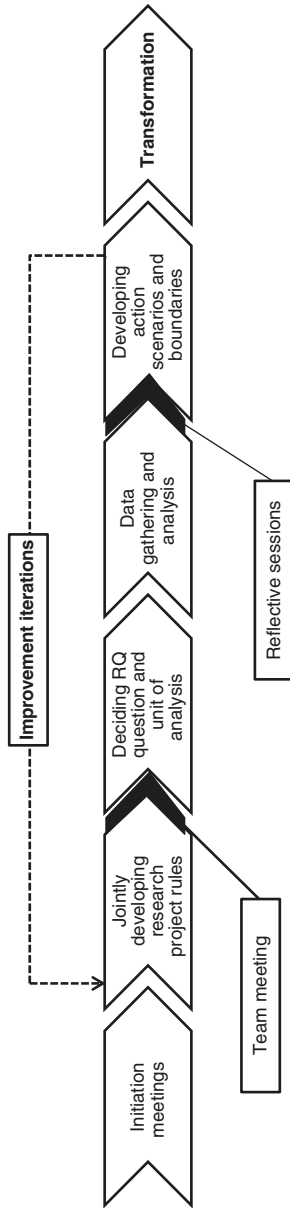 Improvement iterations
Initiation
meetings
Jointly
developing
research
project rules
Deciding RQ
question and
unit of
analysis
Data
gathering and
analysis
Developing
action
scenarios and
boundaries
Transformation
Team meeting
Reflective sessions